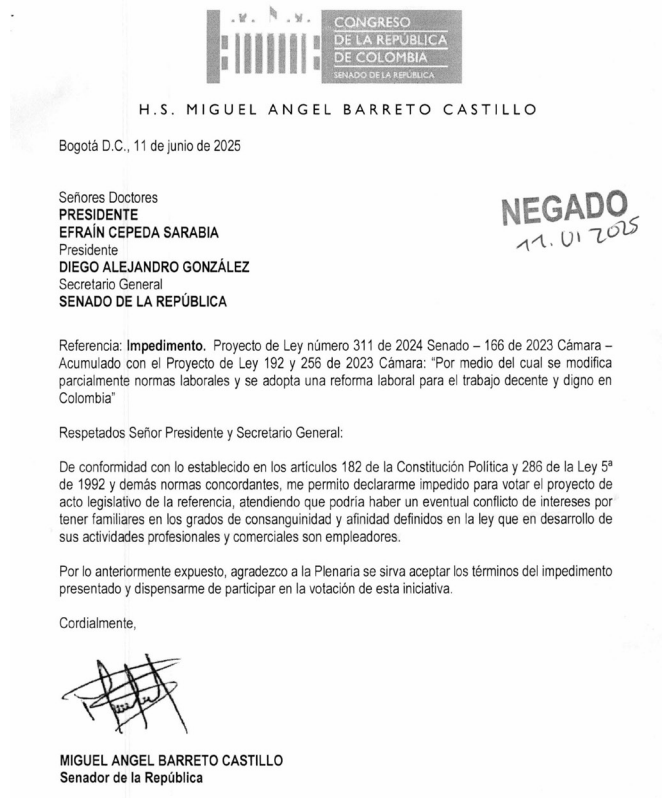 CONGRESO
DE LA REPÚBLICA
DE COLOMBIA
SENADO DE LA REPÚBLICA
H.S. MIGUEL ANGEL BARRETO CASTILLO
Bogotá D.C., 11 de junio de 2025
Señores Doctores
PRESIDENTE
EFRAÍN CEPEDA SARABIA
Presidente
DIEGO ALEJANDRO GONZÁLEZ
Secretario General
SENADO DE LA REPÚBLICA
NEGADO
11. VI 2025
Referencia: Impedimento. Proyecto de Ley número 311 de 2024 Senado – 166 de 2023 Cámara –
Acumulado con el Proyecto de Ley 192 y 256 de 2023 Cámara: “Por medio del cual se modifica
parcialmente normas laborales y se adopta una reforma laboral para el trabajo decente y digno en
Colombia”
Respetados Señor Presidente y Secretario General:
De conformidad con lo establecido en los artículos 182 de la Constitución Política y 286 de la Ley 5ª
de 1992 y demás normas concordantes, me permito declararme impedido para votar el proyecto de
acto legislativo de la referencia, atendiendo que podría haber un eventual conflicto de intereses por
tener familiares en los grados de consanguinidad y afinidad definidos en la ley que en desarrollo de
sus actividades profesionales y comerciales son empleadores.
Por lo anteriormente expuesto, agradezco a la Plenaria se sirva aceptar los términos del impedimento
presentado y dispensarme de participar en la votación de esta iniciativa.
Cordialmente,
MIGUEL ANGEL BARRETO CASTILLO
Senador de la República